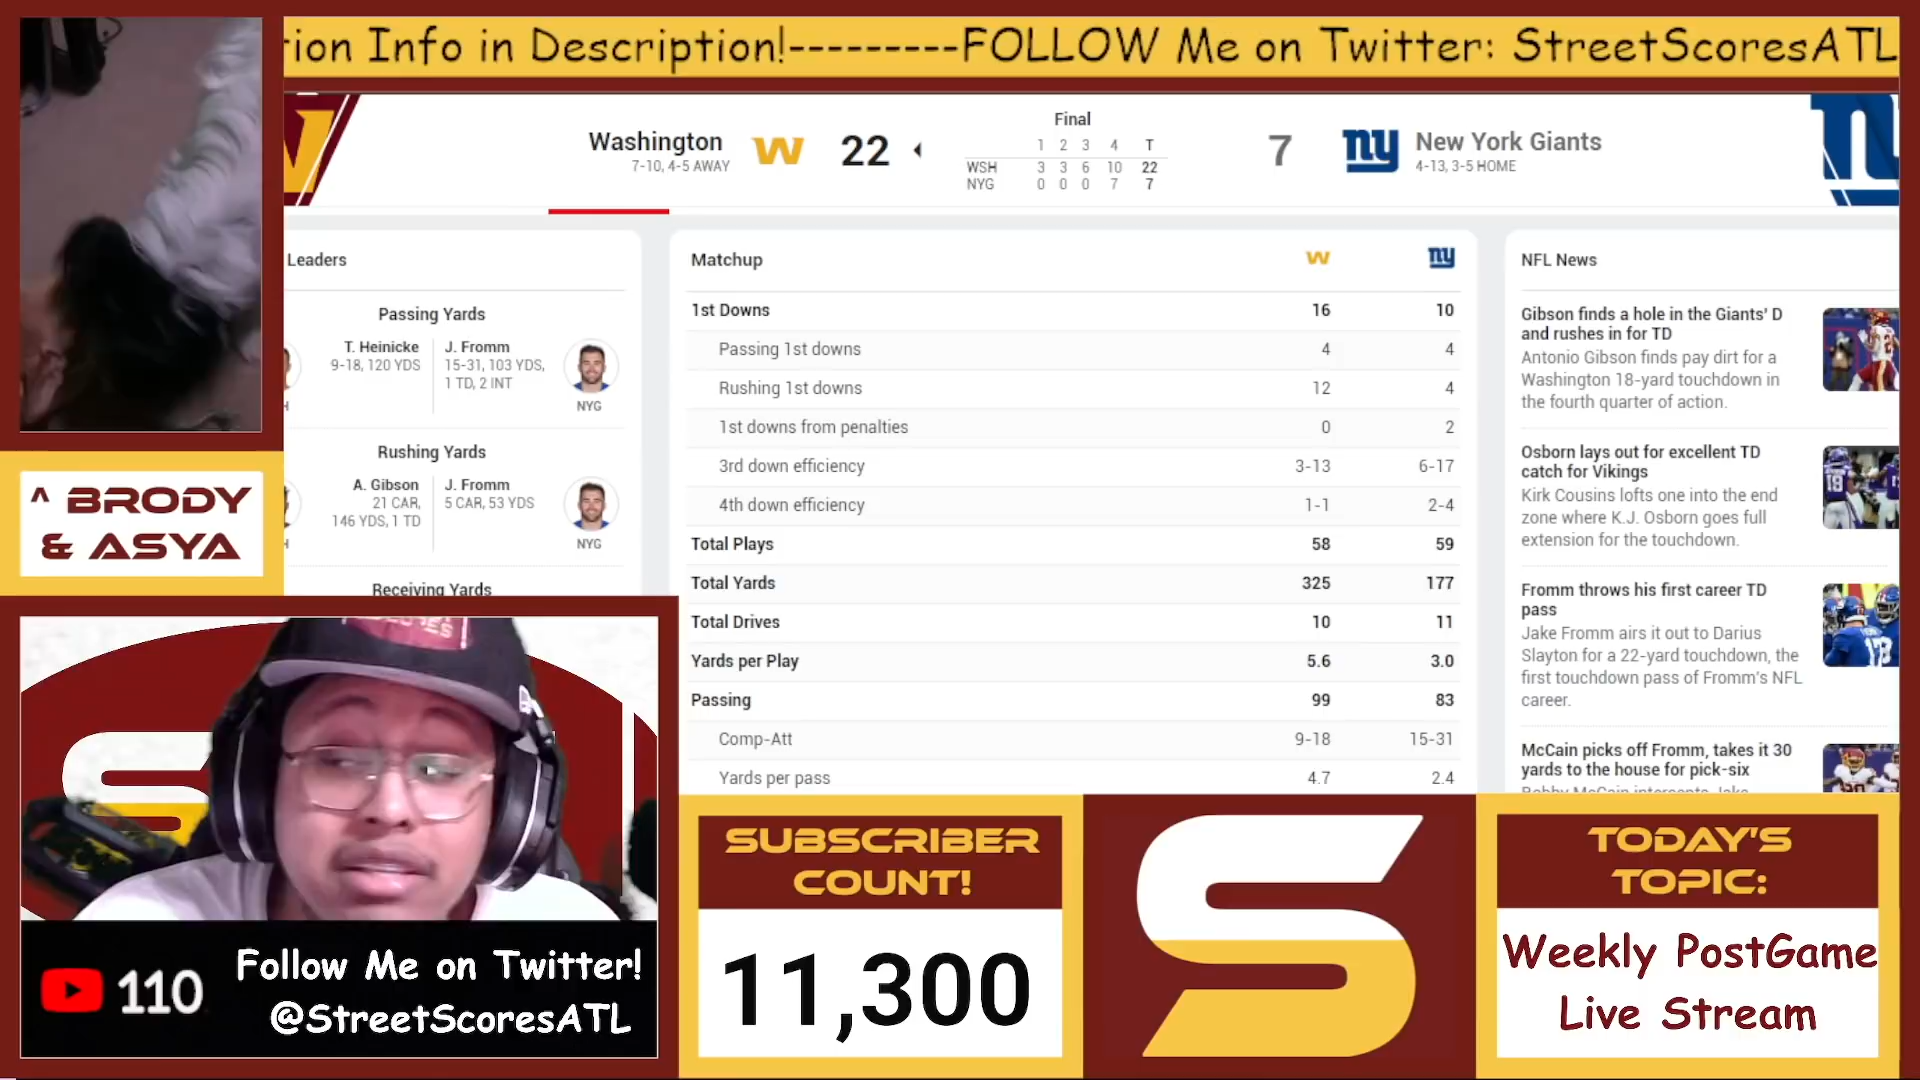 ion Info in Description!---------FOLLOW Me on Twitter: StreetScoresATL
Washington
7-10, 4-5 AWAY
W
22
Final
1 2 3 4 T
WSH 3 3 6 10 22
NYG 0 0 0 7 7
7
ny
New York Giants
4-13, 3-5 HOME
Leaders
Passing Yards
T. Heinicke
9-18, 120 YDS
J. Fromm
15-31, 103 YDS,
1 TD, 2 INT
NYG
Rushing Yards
A. Gibson
21 CAR,
146 YDS, 1 TD
J. Fromm
5 CAR, 53 YDS
NYG
Receiving Yards
Matchup W ny
1st Downs 16 10
Passing 1st downs 4 4
Rushing 1st downs 12 4
1st downs from penalties 0 2
3rd down efficiency 3-13 6-17
4th down efficiency 1-1 2-4
Total Plays 58 59
Total Yards 325 177
Total Drives 10 11
Yards per Play 5.6 3.0
Passing 99 83
Comp-Att 9-18 15-31
Yards per pass 4.7 2.4
NFL News
Gibson finds a hole in the Giants' D
and rushes in for TD
Antonio Gibson finds pay dirt for a
Washington 18-yard touchdown in
the fourth quarter of action.
Osborn lays out for excellent TD
catch for Vikings
Kirk Cousins lofts one into the end
zone where K.J. Osborn goes full
extension for the touchdown.
Fromm throws his first career TD
pass
Jake Fromm airs it out to Darius
Slayton for a 22-yard touchdown, the
first touchdown pass of Fromm's NFL
career.
McCain picks off Fromm, takes it 30
yards to the house for pick-six
^ BRODY
& ASYA
110
Follow Me on Twitter!
@StreetScoresATL
SUBSCRIBER
COUNT!
11,300
S
TODAY'S
TOPIC:
Weekly PostGame
Live Stream